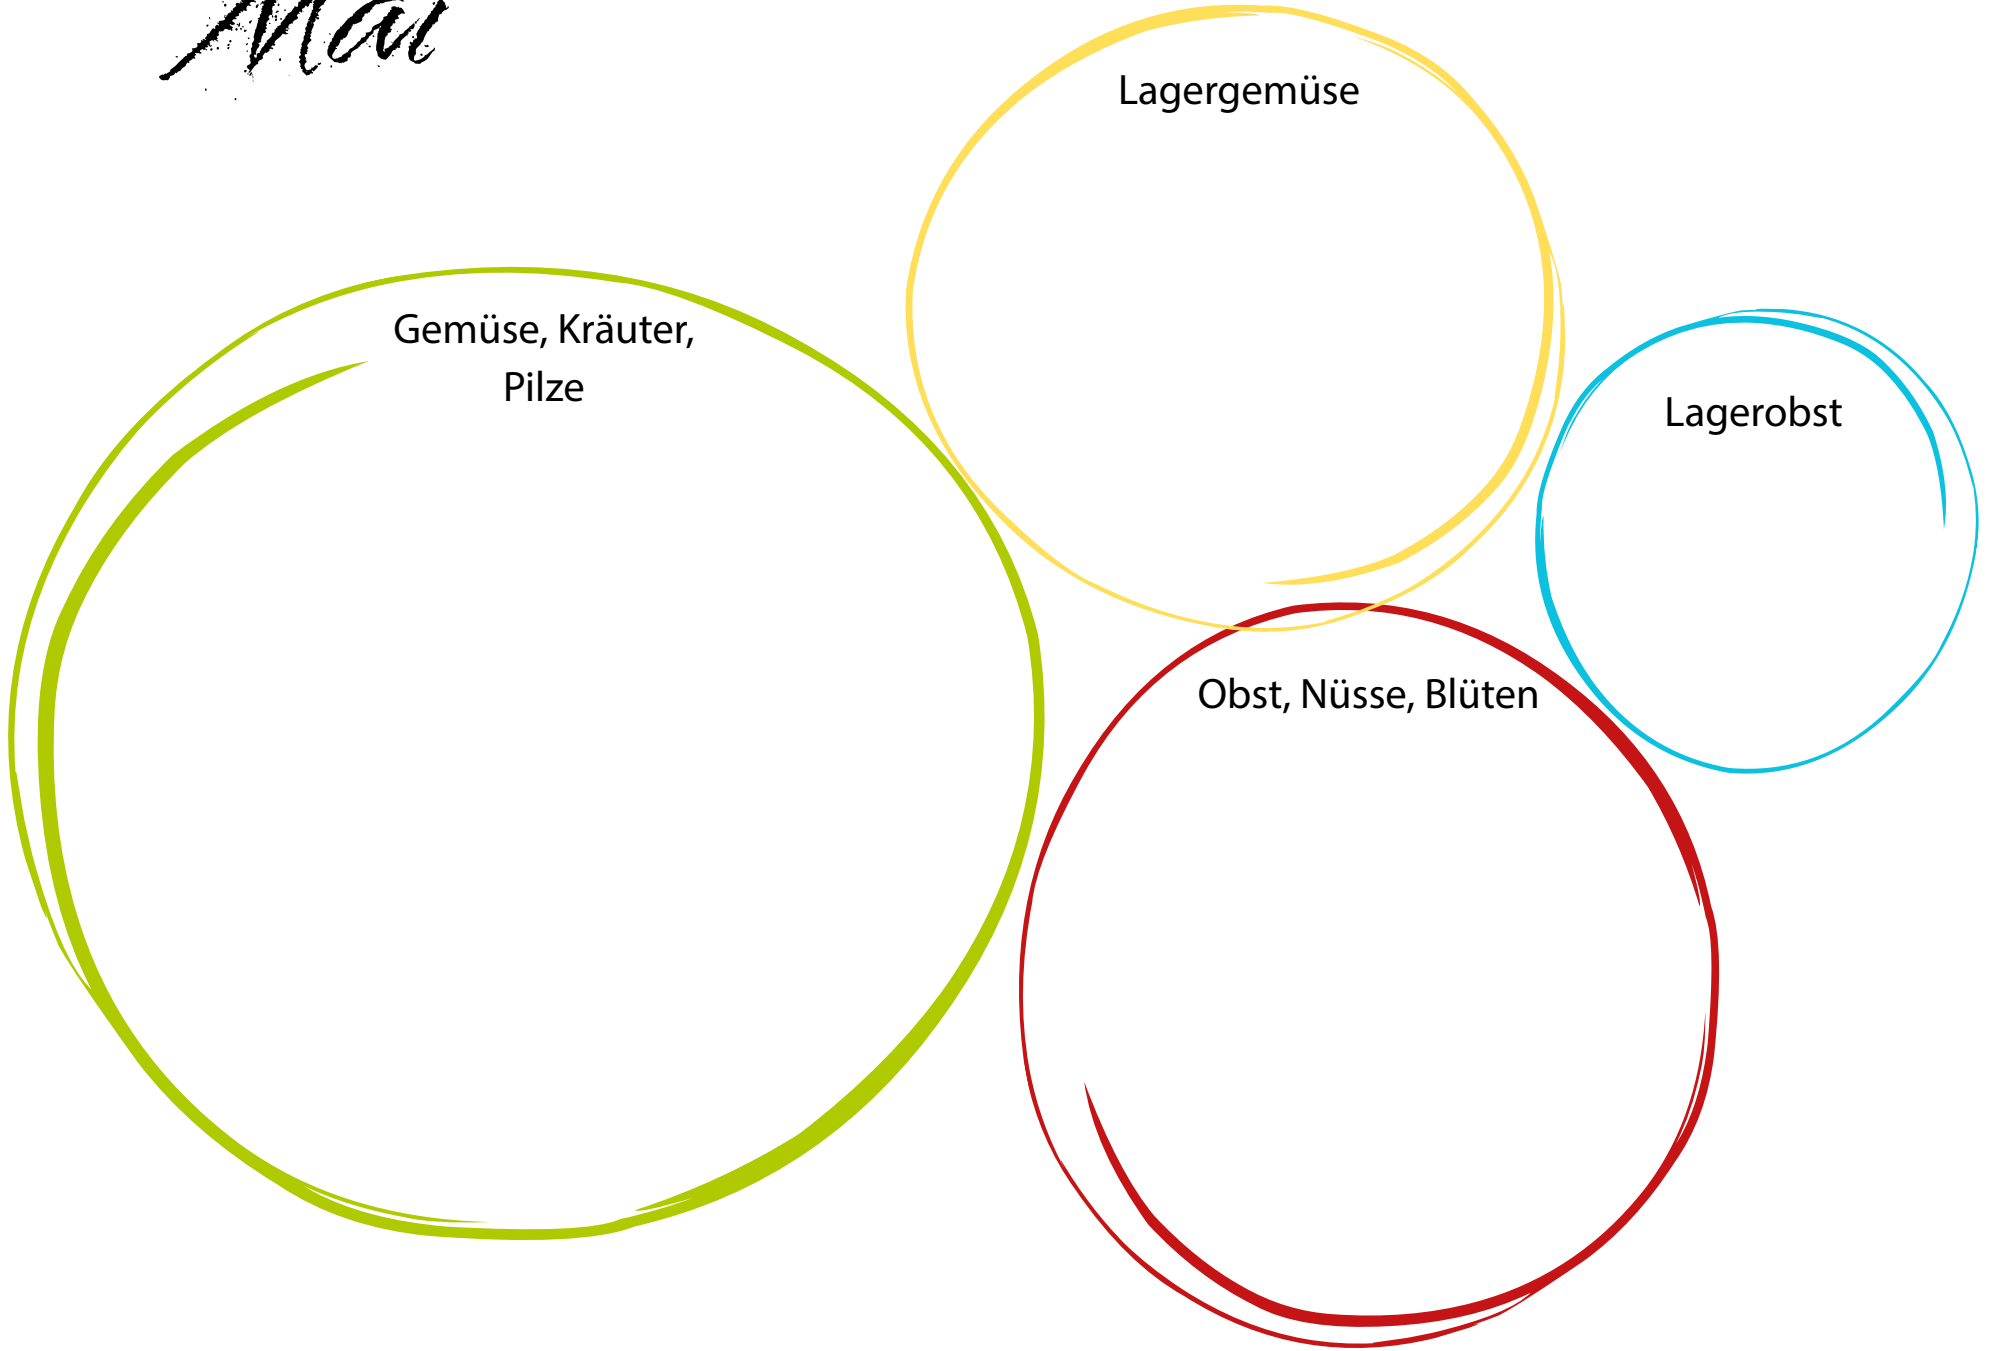 Mai
Lagergemüse
Gemüse, Kräuter,
Pilze
Lagerobst
Obst, Nüsse, Blüten